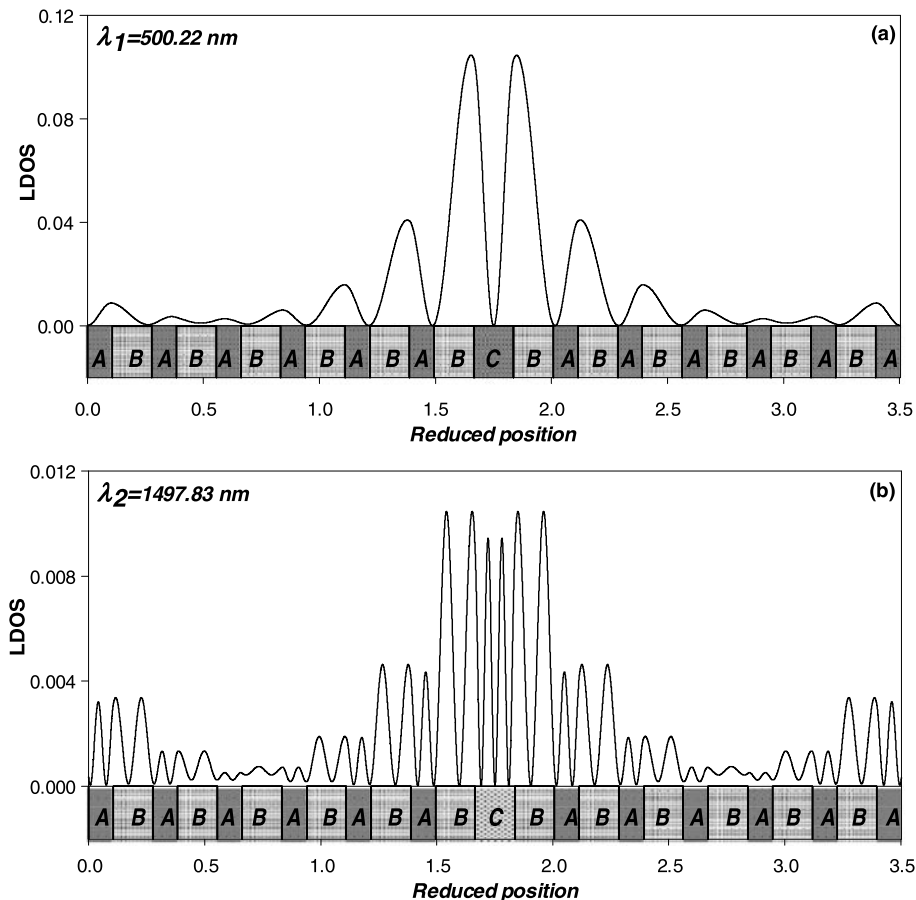 0.12
λ1=500.22 nm
(a)
0.08
LDOS
0.04
0.00
A B A B A B A B A B A B C B A B A B A B A B A B A
0.0 0.5 1.0 1.5 2.0 2.5 3.0 3.5
Reduced position
0.012
λ2=1497.83 nm
(b)
0.008
LDOS
0.004
0.000
A B A B A B A B A B A B C B A B A B A B A B A B A
0.0 0.5 1.0 1.5 2.0 2.5 3.0 3.5
Reduced position